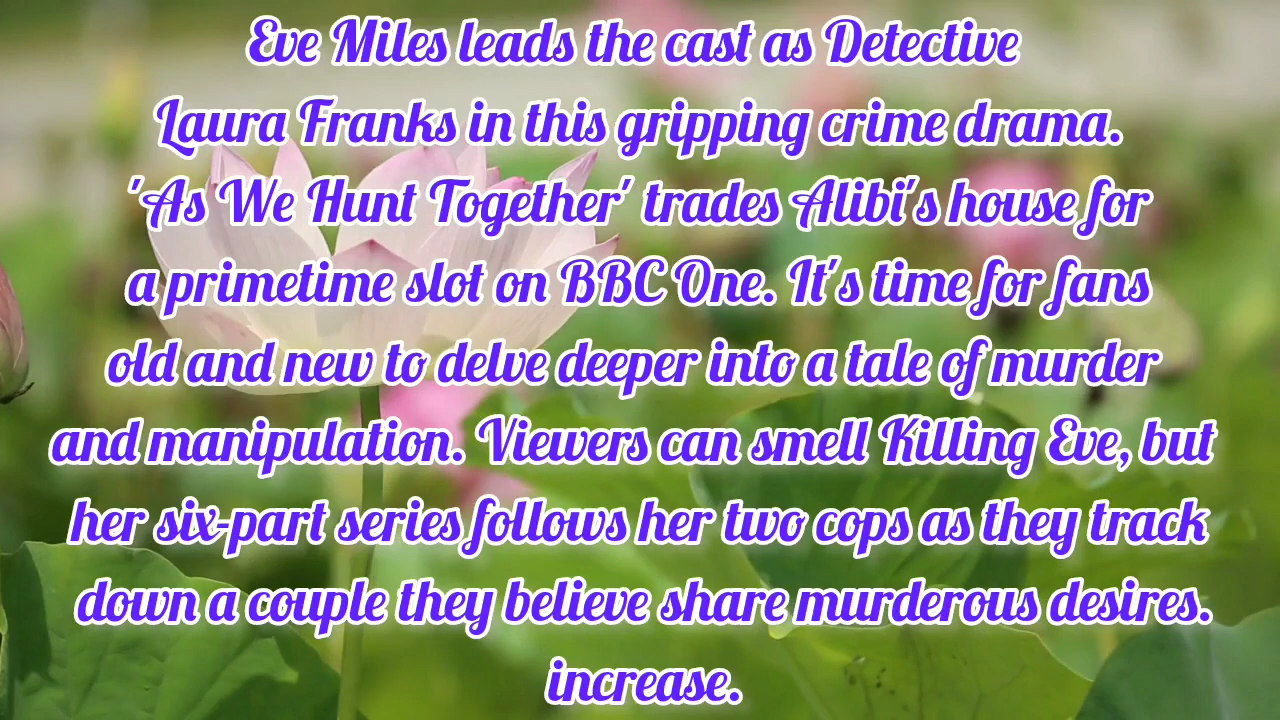 Eve Miles leads the cast as Detective
Laura Franks in this gripping crime drama.
'As We Hunt Together' trades Alibi's house for
a primetime slot on BBC One. It's time for fans
old and new to delve deeper into a tale of murder
and manipulation. Viewers can smell Killing Eve, but
her six-part series follows her two cops as they track
down a couple they believe share murderous desires.
increase.